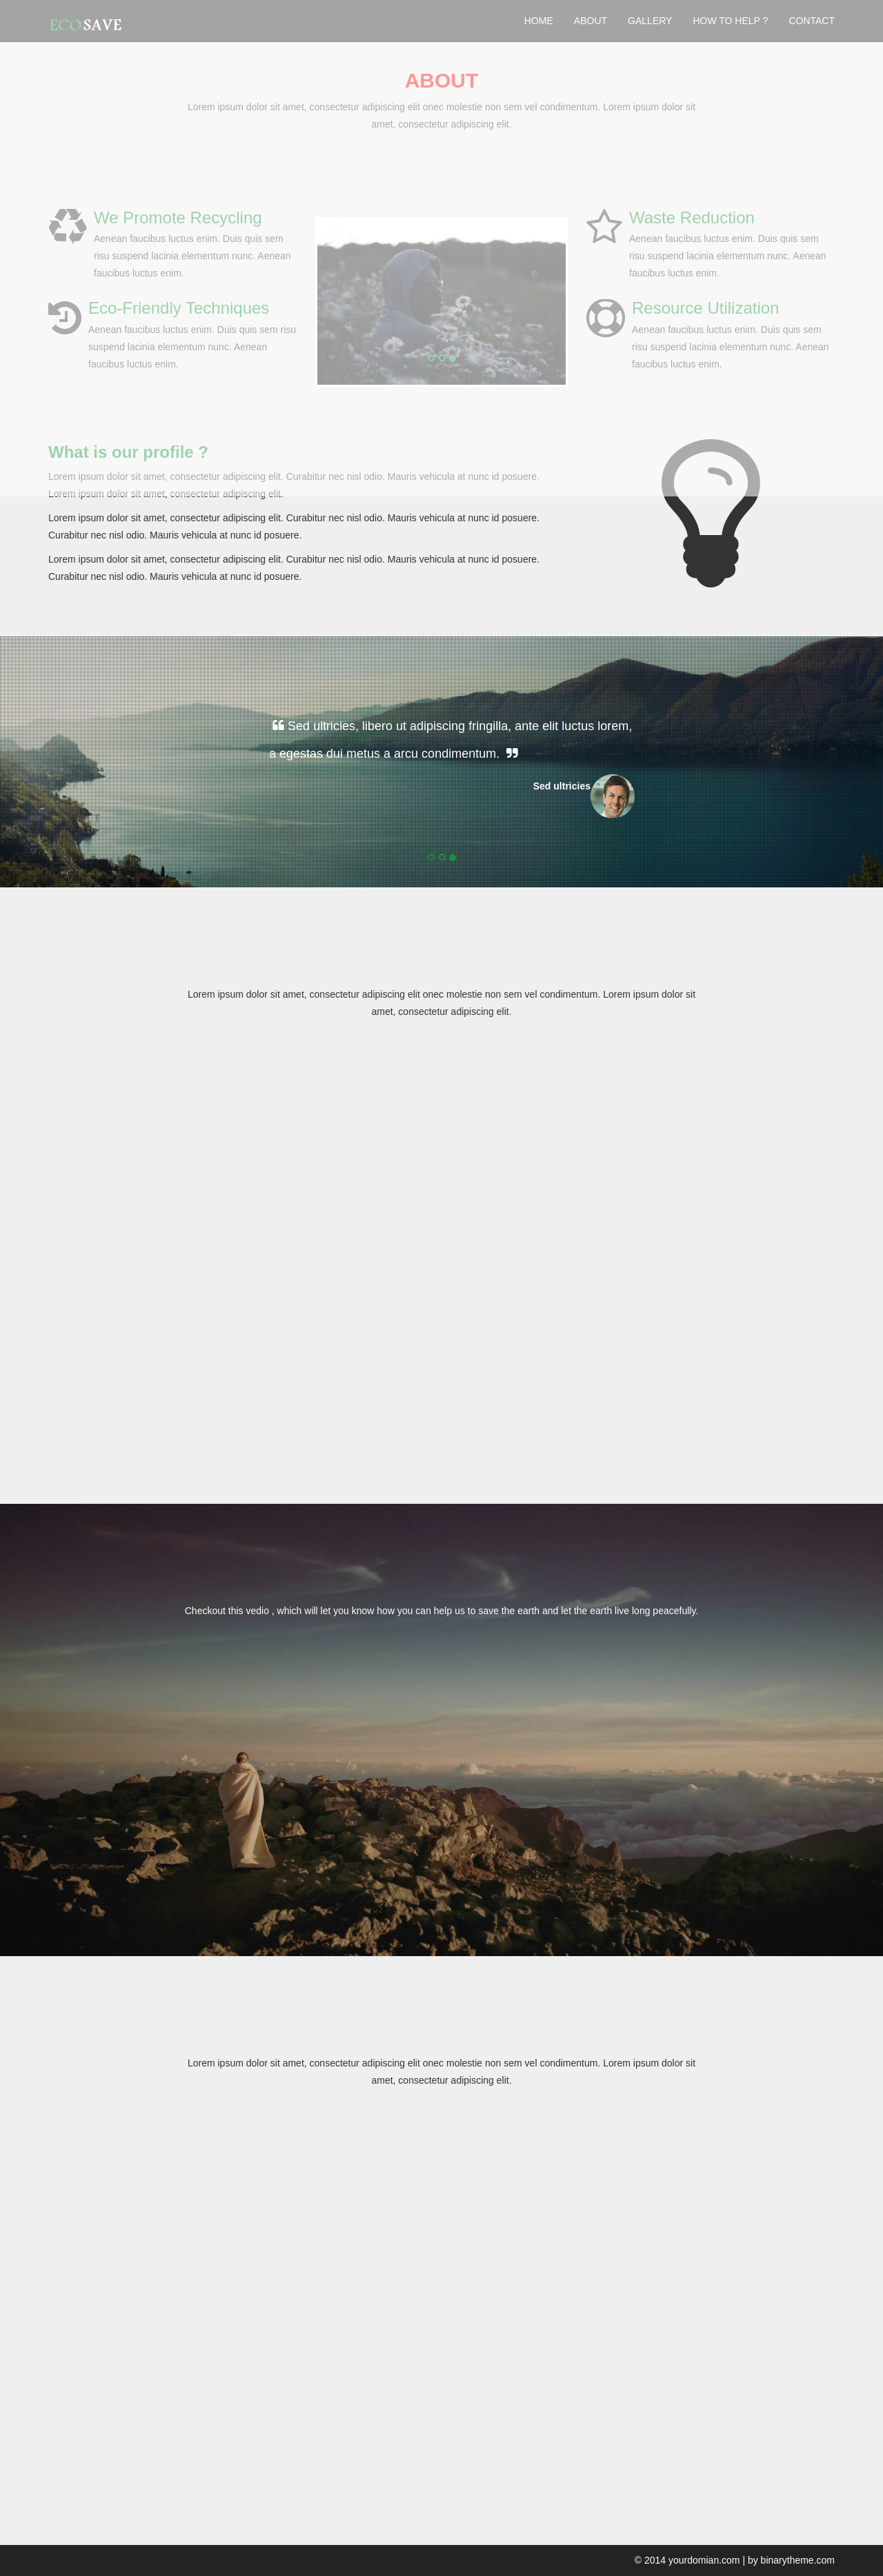 ECOSAVE
HOME ABOUT GALLERY HOW TO HELP ? CONTACT
ABOUT
Lorem ipsum dolor sit amet, consectetur adipiscing elit onec molestie non sem vel condimentum. Lorem ipsum dolor sit
amet, consectetur adipiscing elit.
We Promote Recycling
Aenean faucibus luctus enim. Duis quis sem
risu suspend lacinia elementum nunc. Aenean
faucibus luctus enim.
Eco-Friendly Techniques
Aenean faucibus luctus enim. Duis quis sem risu
suspend lacinia elementum nunc. Aenean
faucibus luctus enim.
Waste Reduction
Aenean faucibus luctus enim. Duis quis sem
risu suspend lacinia elementum nunc. Aenean
faucibus luctus enim.
Resource Utilization
Aenean faucibus luctus enim. Duis quis sem
risu suspend lacinia elementum nunc. Aenean
faucibus luctus enim.
What is our profile ?
Lorem ipsum dolor sit amet, consectetur adipiscing elit. Curabitur nec nisl odio. Mauris vehicula at nunc id posuere.
Lorem ipsum dolor sit amet, consectetur adipiscing elit.
Lorem ipsum dolor sit amet, consectetur adipiscing elit. Curabitur nec nisl odio. Mauris vehicula at nunc id posuere.
Curabitur nec nisl odio. Mauris vehicula at nunc id posuere.
Lorem ipsum dolor sit amet, consectetur adipiscing elit. Curabitur nec nisl odio. Mauris vehicula at nunc id posuere.
Curabitur nec nisl odio. Mauris vehicula at nunc id posuere.
“ Sed ultricies, libero ut adipiscing fringilla, ante elit luctus lorem,
a egestas dui metus a arcu condimentum. ”
Sed ultricies
Lorem ipsum dolor sit amet, consectetur adipiscing elit onec molestie non sem vel condimentum. Lorem ipsum dolor sit
amet, consectetur adipiscing elit.
Checkout this vedio , which will let you know how you can help us to save the earth and let the earth live long peacefully.
Lorem ipsum dolor sit amet, consectetur adipiscing elit onec molestie non sem vel condimentum. Lorem ipsum dolor sit
amet, consectetur adipiscing elit.
© 2014 yourdomian.com | by binarytheme.com